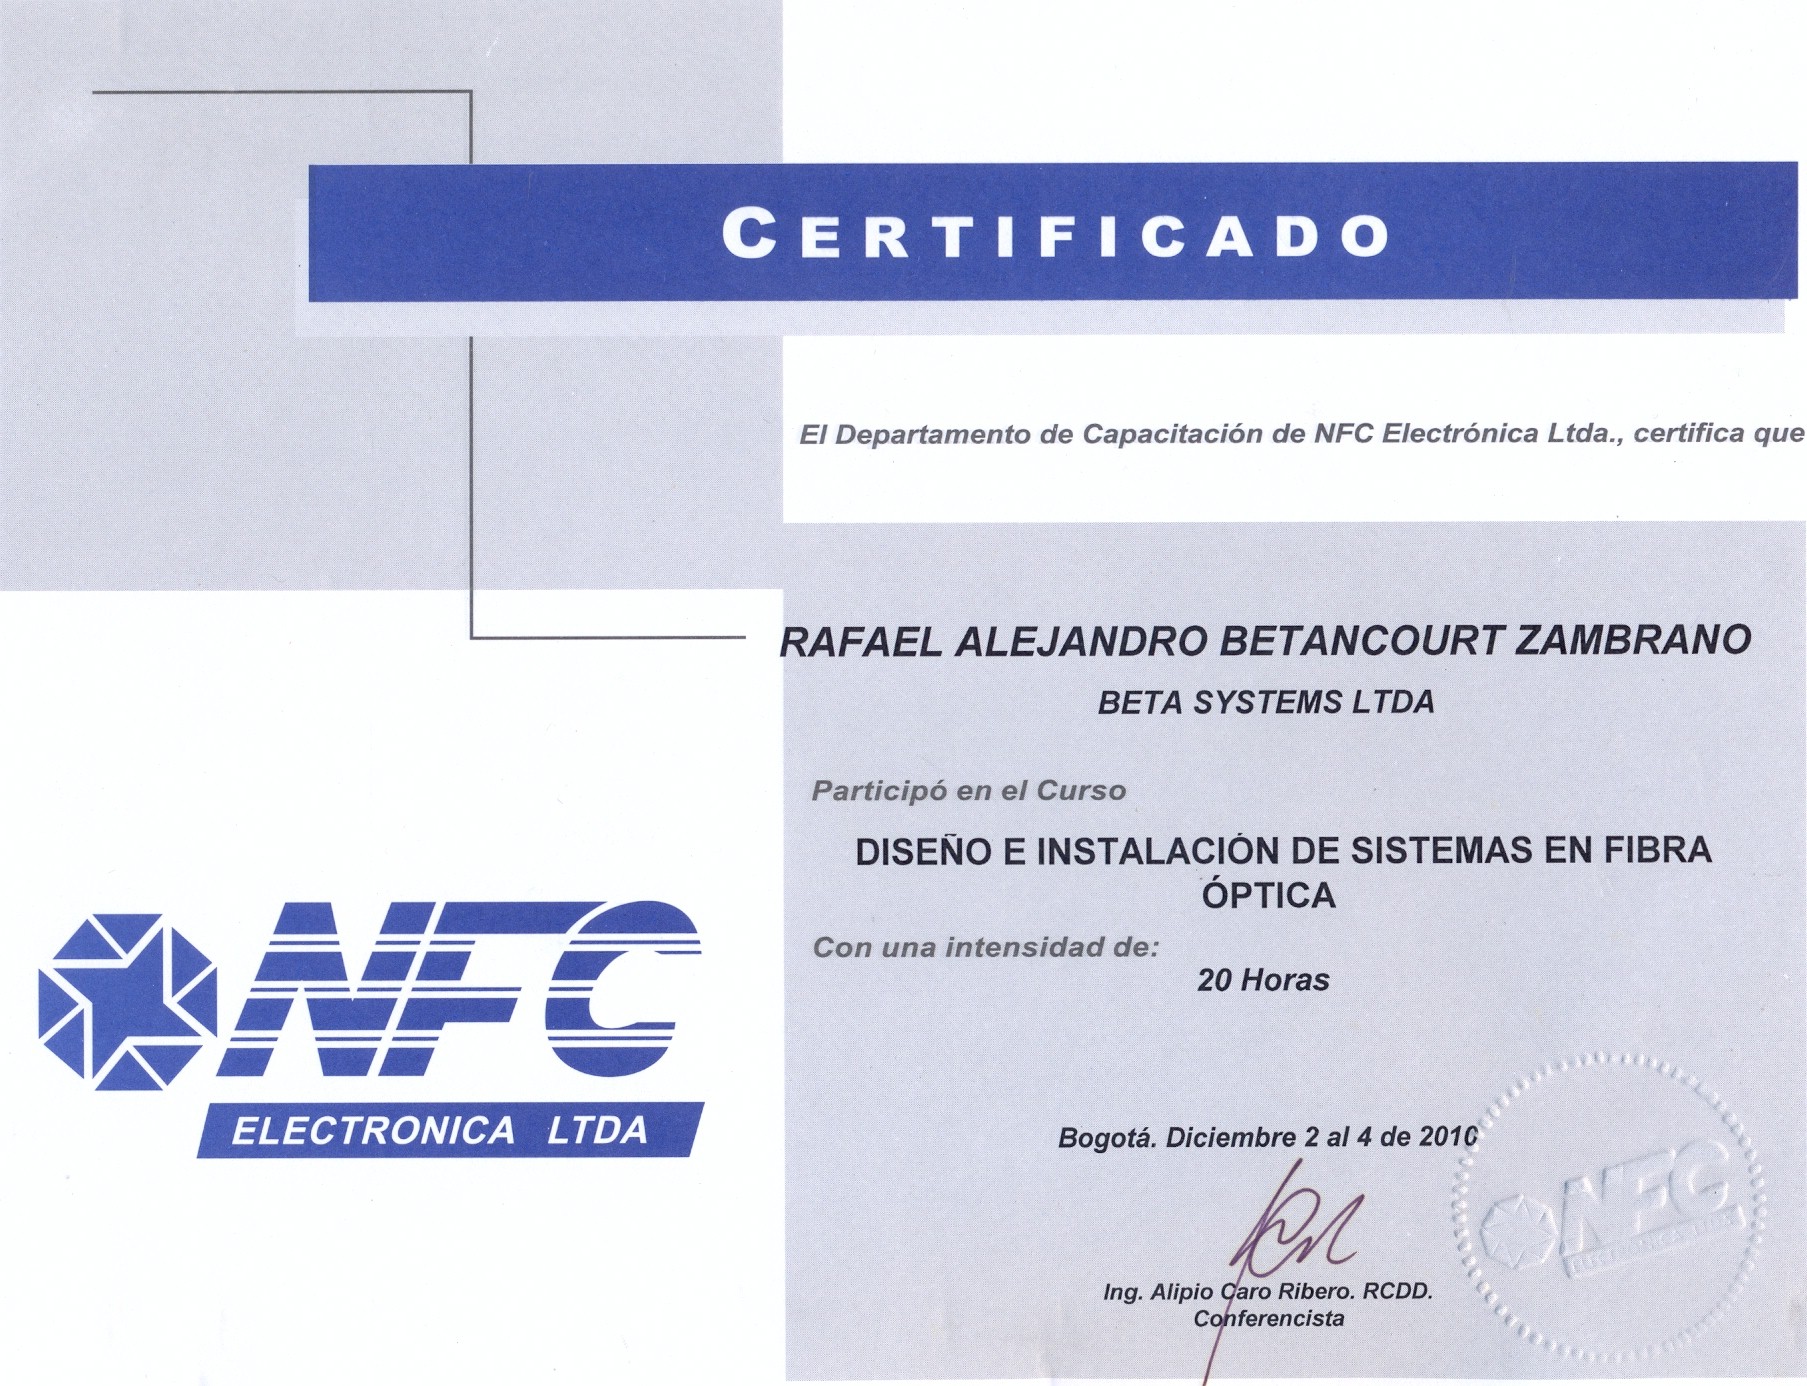 CERTIFICADO
El Departamento de Capacitación de NFC Electrónica Ltda., certifica que
RAFAEL ALEJANDRO BETANCOURT ZAMBRANO
BETA SYSTEMS LTDA
Participó en el Curso
DISEÑO E INSTALACIÓN DE SISTEMAS EN FIBRA
ÓPTICA
Con una intensidad de:
20 Horas
NFC
ELECTRONICA LTDA
Bogotá. Diciembre 2 al 4 de 2010
NFC
ELECTRONICA LTDA
Ing. Alipio Caro Ribero. RCDD.
Conferencista